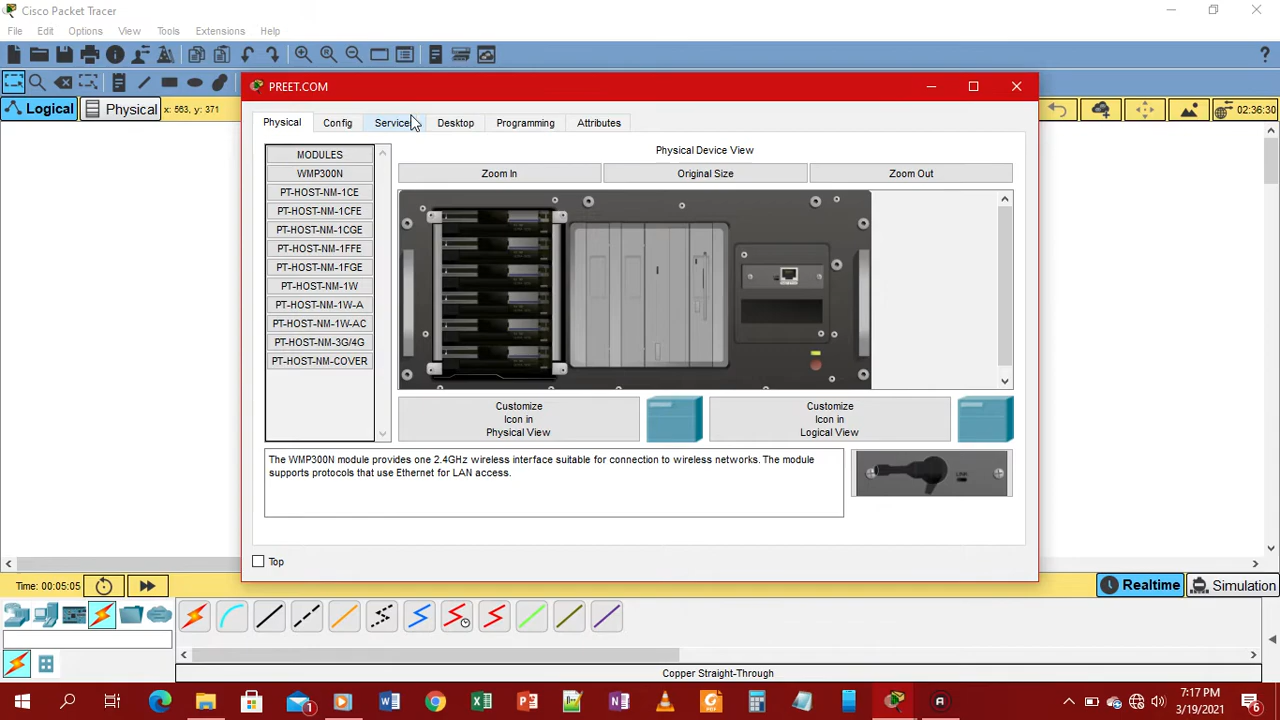 Cisco Packet Tracer
File Edit Options View Tools Extensions Help
Logical Physical x: 563, y: 371 02:36:30
PREET.COM
Physical Config Services Desktop Programming Attributes
MODULES
WMP300N
PT-HOST-NM-1CE
PT-HOST-NM-1CFE
PT-HOST-NM-1CGE
PT-HOST-NM-1FFE
PT-HOST-NM-1FGE
PT-HOST-NM-1W
PT-HOST-NM-1W-A
PT-HOST-NM-1W-AC
PT-HOST-NM-3G/4G
PT-HOST-NM-COVER
Physical Device View
Zoom In Original Size Zoom Out
Customize
Icon in
Physical View
Customize
Icon in
Logical View
The WMP300N module provides one 2.4GHz wireless interface suitable for connection to wireless networks. The module
supports protocols that use Ethernet for LAN access.
LINK
Top
Time: 00:05:05 Realtime Simulation
Copper Straight-Through
7:17 PM
3/19/2021
1
6